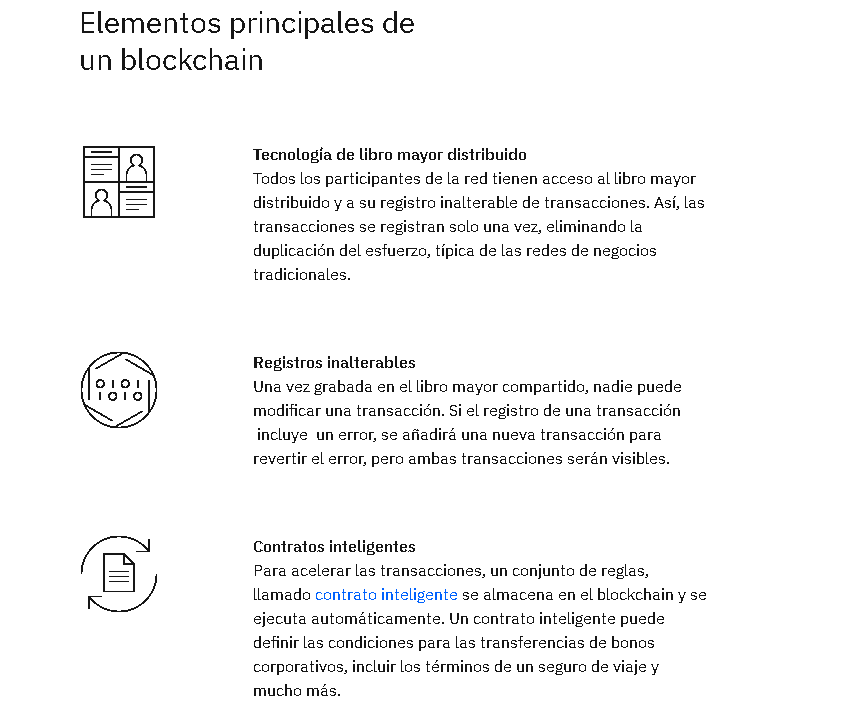 Elementos principales de
un blockchain
Tecnología de libro mayor distribuido
Todos los participantes de la red tienen acceso al libro mayor
distribuido y a su registro inalterable de transacciones. Así, las
transacciones se registran solo una vez, eliminando la
duplicación del esfuerzo, típica de las redes de negocios
tradicionales.
Registros inalterables
Una vez grabada en el libro mayor compartido, nadie puede
modificar una transacción. Si el registro de una transacción
incluye  un error, se añadirá una nueva transacción para
revertir el error, pero ambas transacciones serán visibles.
Contratos inteligentes
Para acelerar las transacciones, un conjunto de reglas,
llamado contrato inteligente se almacena en el blockchain y se
ejecuta automáticamente. Un contrato inteligente puede
definir las condiciones para las transferencias de bonos
corporativos, incluir los términos de un seguro de viaje y
mucho más.